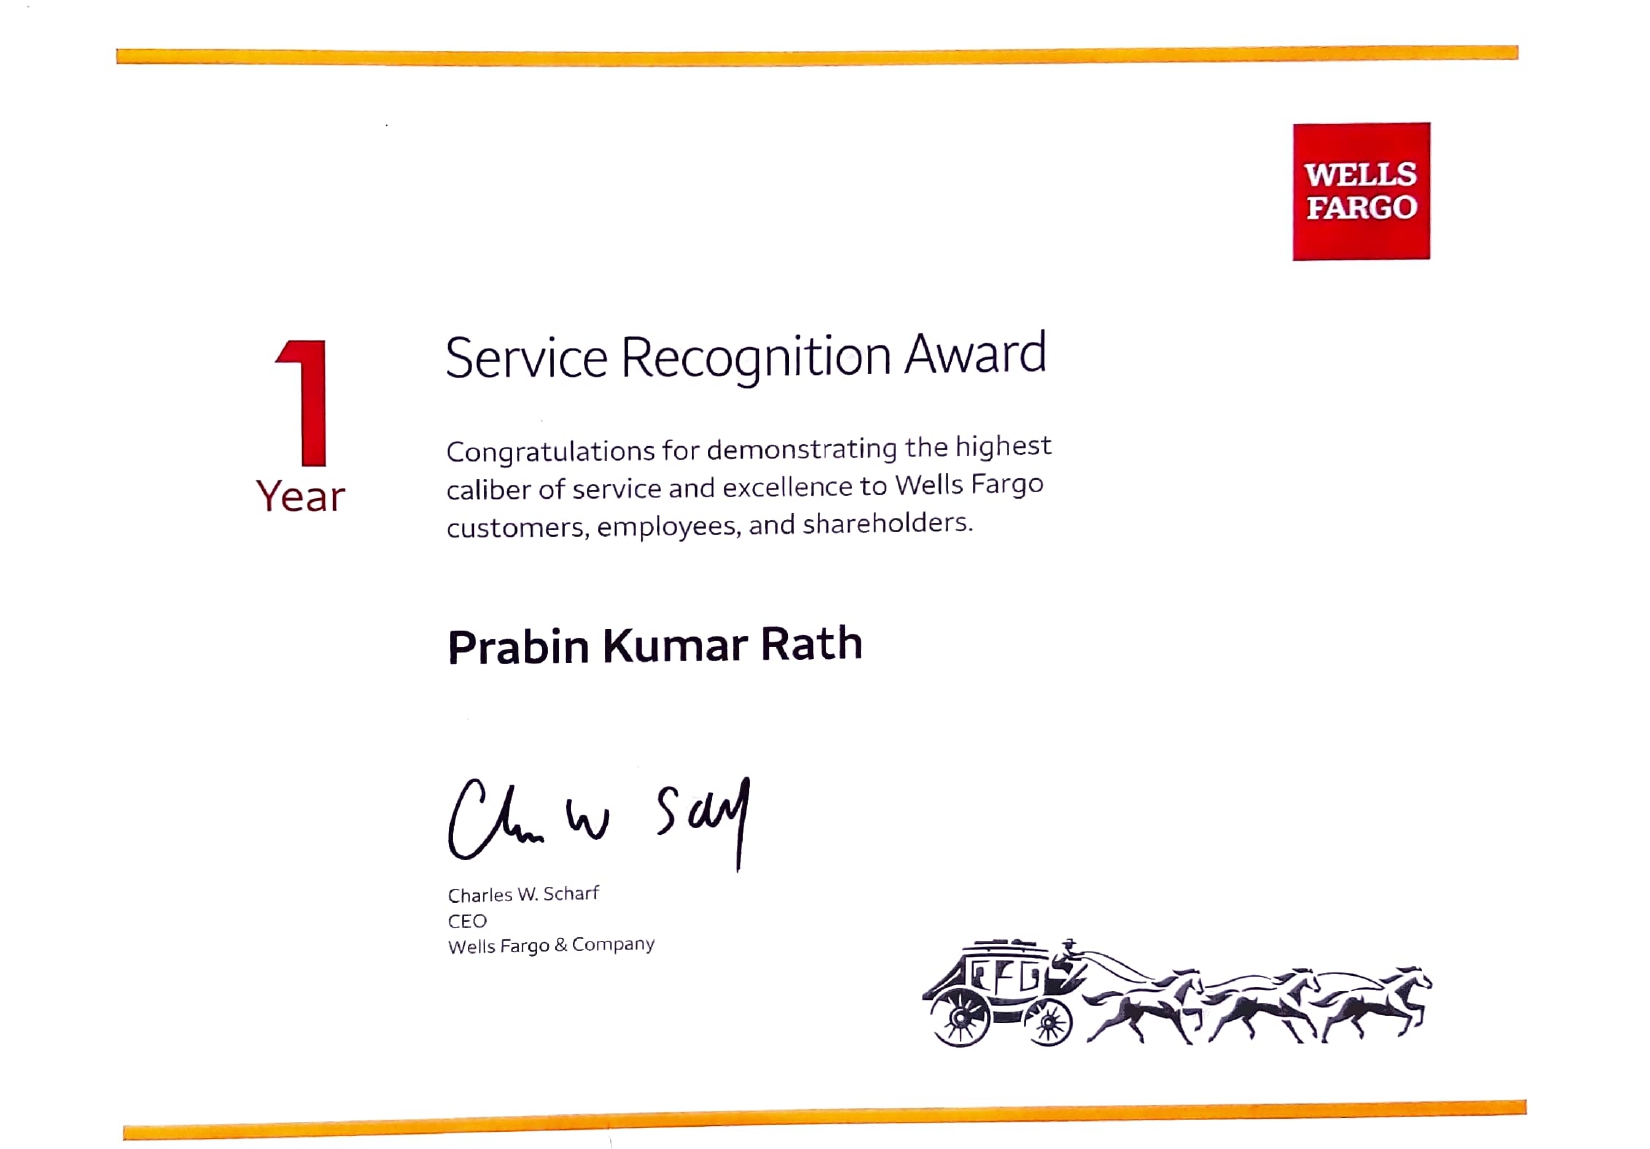 WELLS
FARGO
1
Year
Service Recognition Award
Congratulations for demonstrating the highest
caliber of service and excellence to Wells Fargo
customers, employees, and shareholders.
Prabin Kumar Rath
Charles W. Scharf
CEO
Wells Fargo & Company